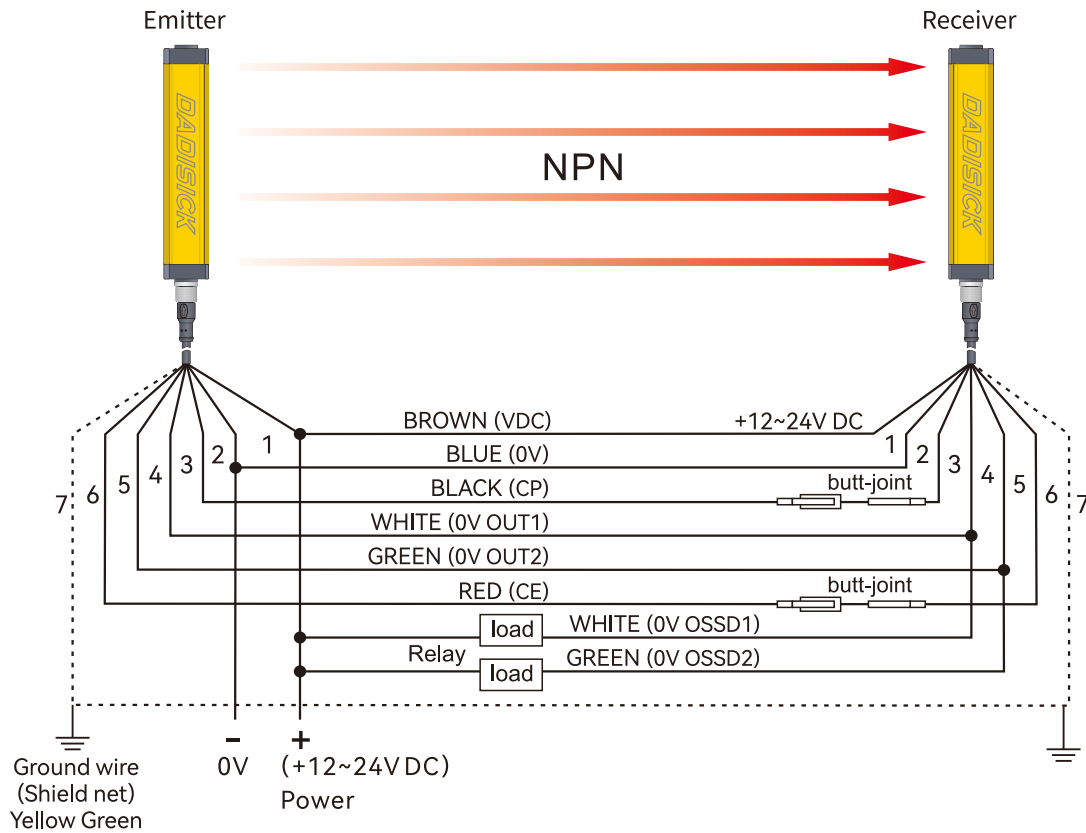 Emitter
Receiver
DADISICK
DADISICK
NPN
BROWN (VDC)
+12~24V DC
1
1
BLUE (0V)
2
2
BLACK (CP)
butt-joint
3
3
WHITE (0V OUT1)
4
4
GREEN (0V OUT2)
5
5
RED (CE)
butt-joint
6
6
7
7
load
WHITE (0V OSSD1)
Relay
load
GREEN (0V OSSD2)
-
+
0V
(+12~24V DC)
Power
Ground wire
(Shield net)
Yellow Green